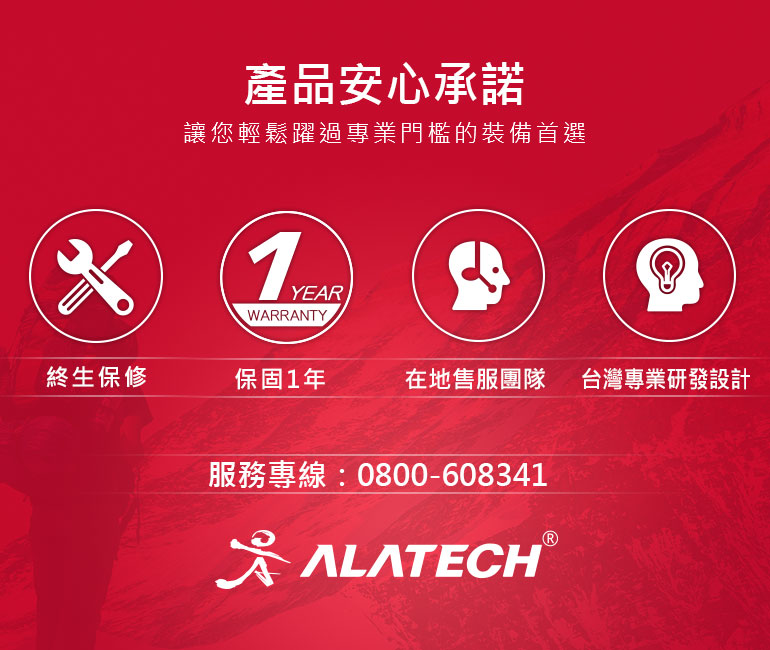 產品安心承諾
讓您輕鬆躍過專業門檻的裝備首選
1 YEAR
WARRANTY
終生保修
保固1年
在地售服團隊
台灣專業研發設計
服務專線：0800-608341
ALATECH®